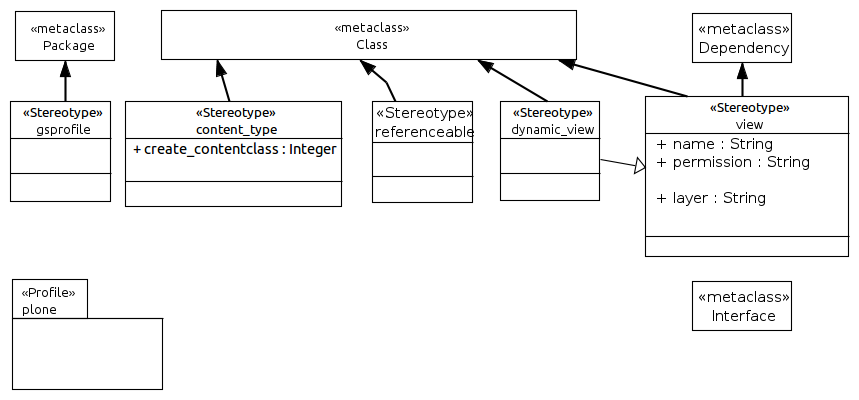 «metaclass»
Package
«metaclass»
Class
«metaclass»
Dependency
«Stereotype»
gsprofile
«Stereotype»
content_type
+ create_contentclass : Integer
«Stereotype»
referenceable
«Stereotype»
dynamic_view
«Stereotype»
view
+ name : String
+ permission : String
+ layer : String
«Profile»
plone
«metaclass»
Interface